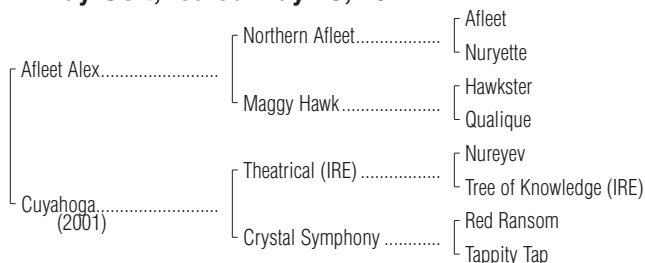 Afleet
Northern Afleet
Nuryette
Afleet Alex
Hawkster
Maggy Hawk
Qualique
Nureyev
Theatrical (IRE)
Tree of Knowledge (IRE)
Cuyahoga
(2001)
Red Ransom
Crystal Symphony
Tappity Tap